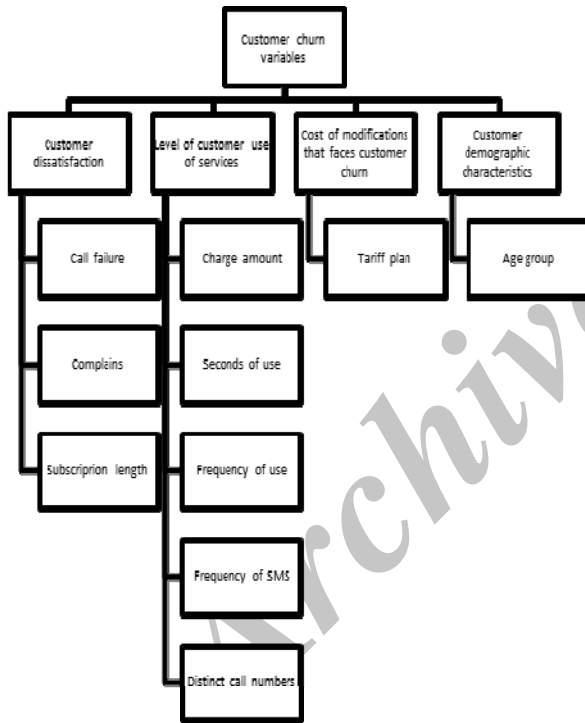 Customer churn
variables
Customer
dissatisfaction
Level of customer use
of services
Cost of modifications
that faces customer
churn
Customer
demographic
characteristics
Call failure
Charge amount
Tariff plan
Age group
Complains
Seconds of use
Subscriprion length
Frequency of use
Frequency of SMS
Distinct call numbers
Archive